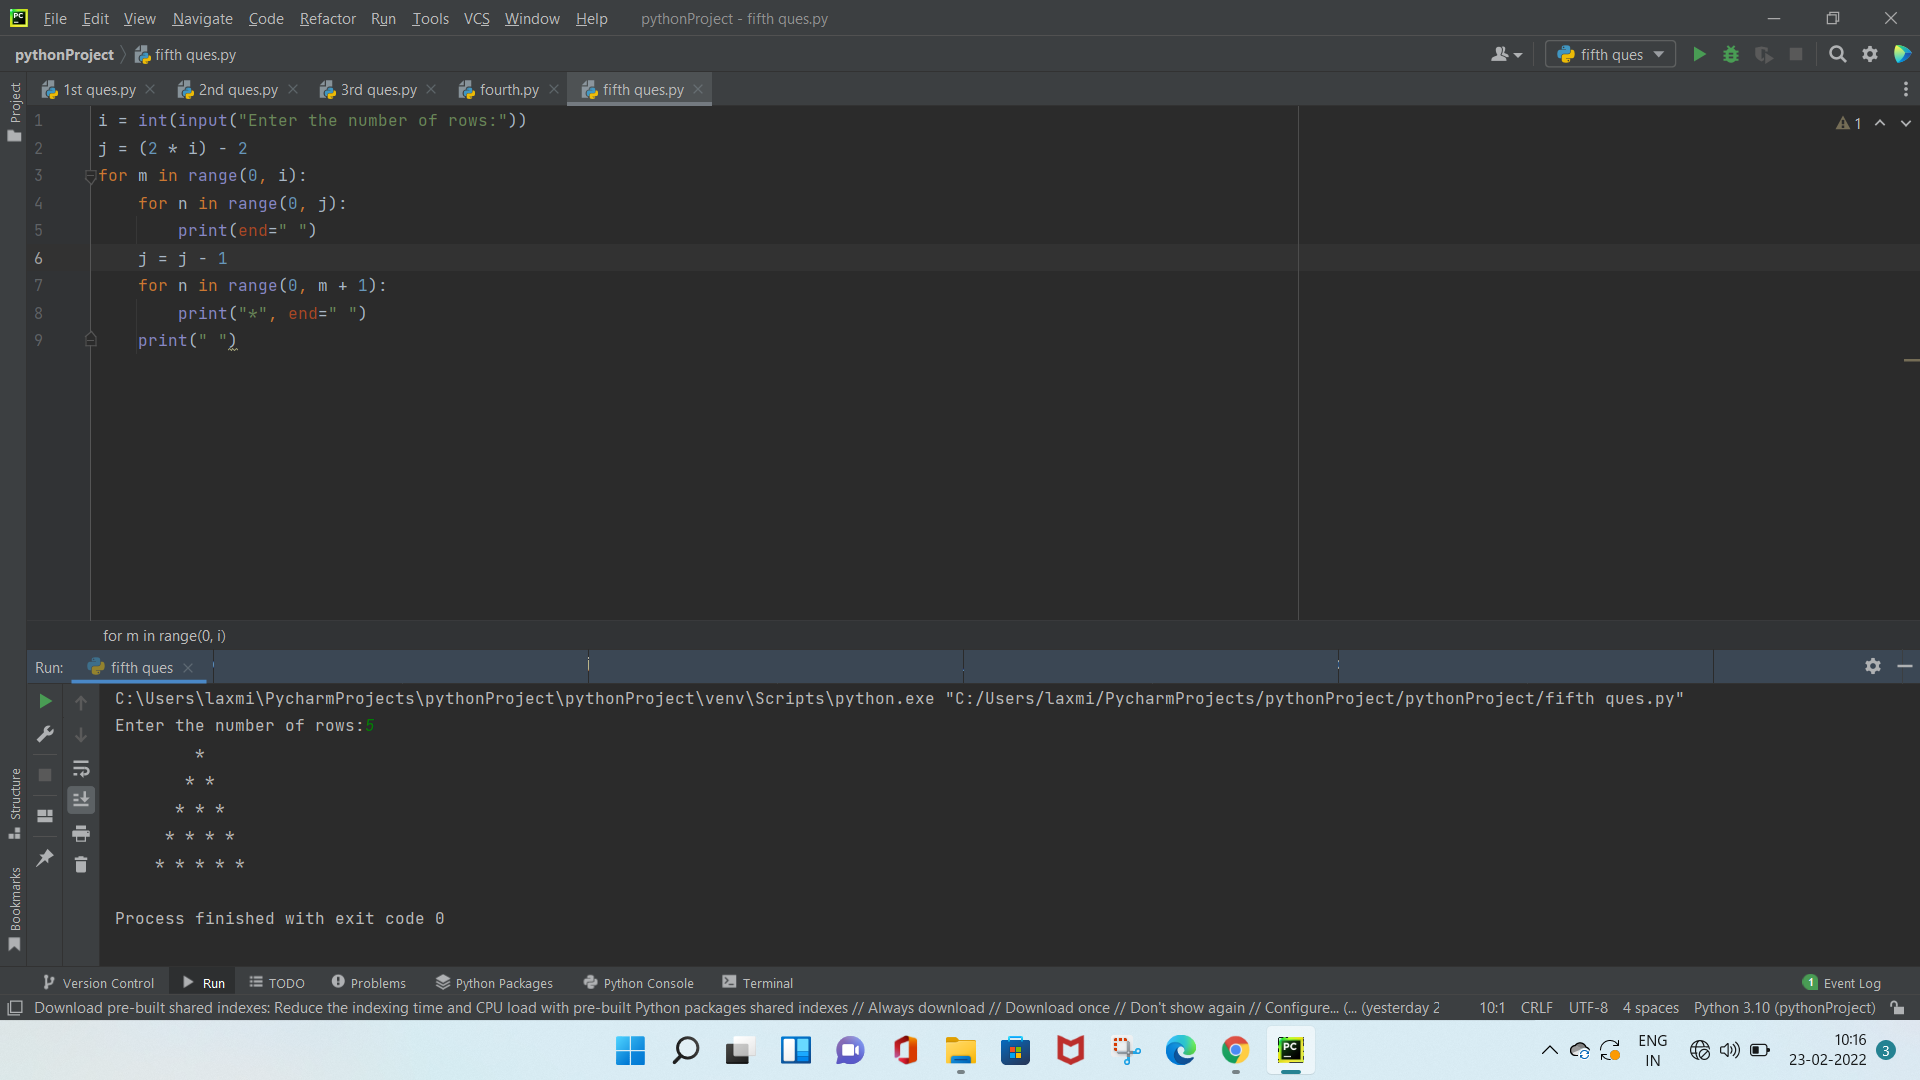 File Edit View Navigate Code Refactor Run Tools VCS Window Help pythonProject - fifth ques.py
pythonProject fifth ques.py fifth ques
1st ques.py 2nd ques.py 3rd ques.py fourth.py fifth ques.py
Project
1 i = int(input("Enter the number of rows:"))
1
2 j = (2 * i) - 2
3 for m in range(0, i):
4 for n in range(0, j):
5 print(end=" ")
6 j = j - 1
7 for n in range(0, m + 1):
8 print("*", end=" ")
9 print(" ")
for m in range(0, i)
Run: fifth ques
C:\Users\laxmi\PycharmProjects\pythonProject\pythonProject\venv\Scripts\python.exe "C:/Users/laxmi/PycharmProjects/pythonProject/pythonProject/fifth ques.py"
Enter the number of rows:5
*
* *
* * *
* * * *
* * * * *
Process finished with exit code 0
Structure
Bookmarks
Version Control Run TODO Problems Python Packages Python Console Terminal 1 Event Log
Download pre-built shared indexes: Reduce the indexing time and CPU load with pre-built Python packages shared indexes // Always download // Download once // Don't show again // Configure... (... (yesterday 2 10:1 CRLF UTF-8 4 spaces Python 3.10 (pythonProject)
PC
ENG
IN
10:16
23-02-2022
3